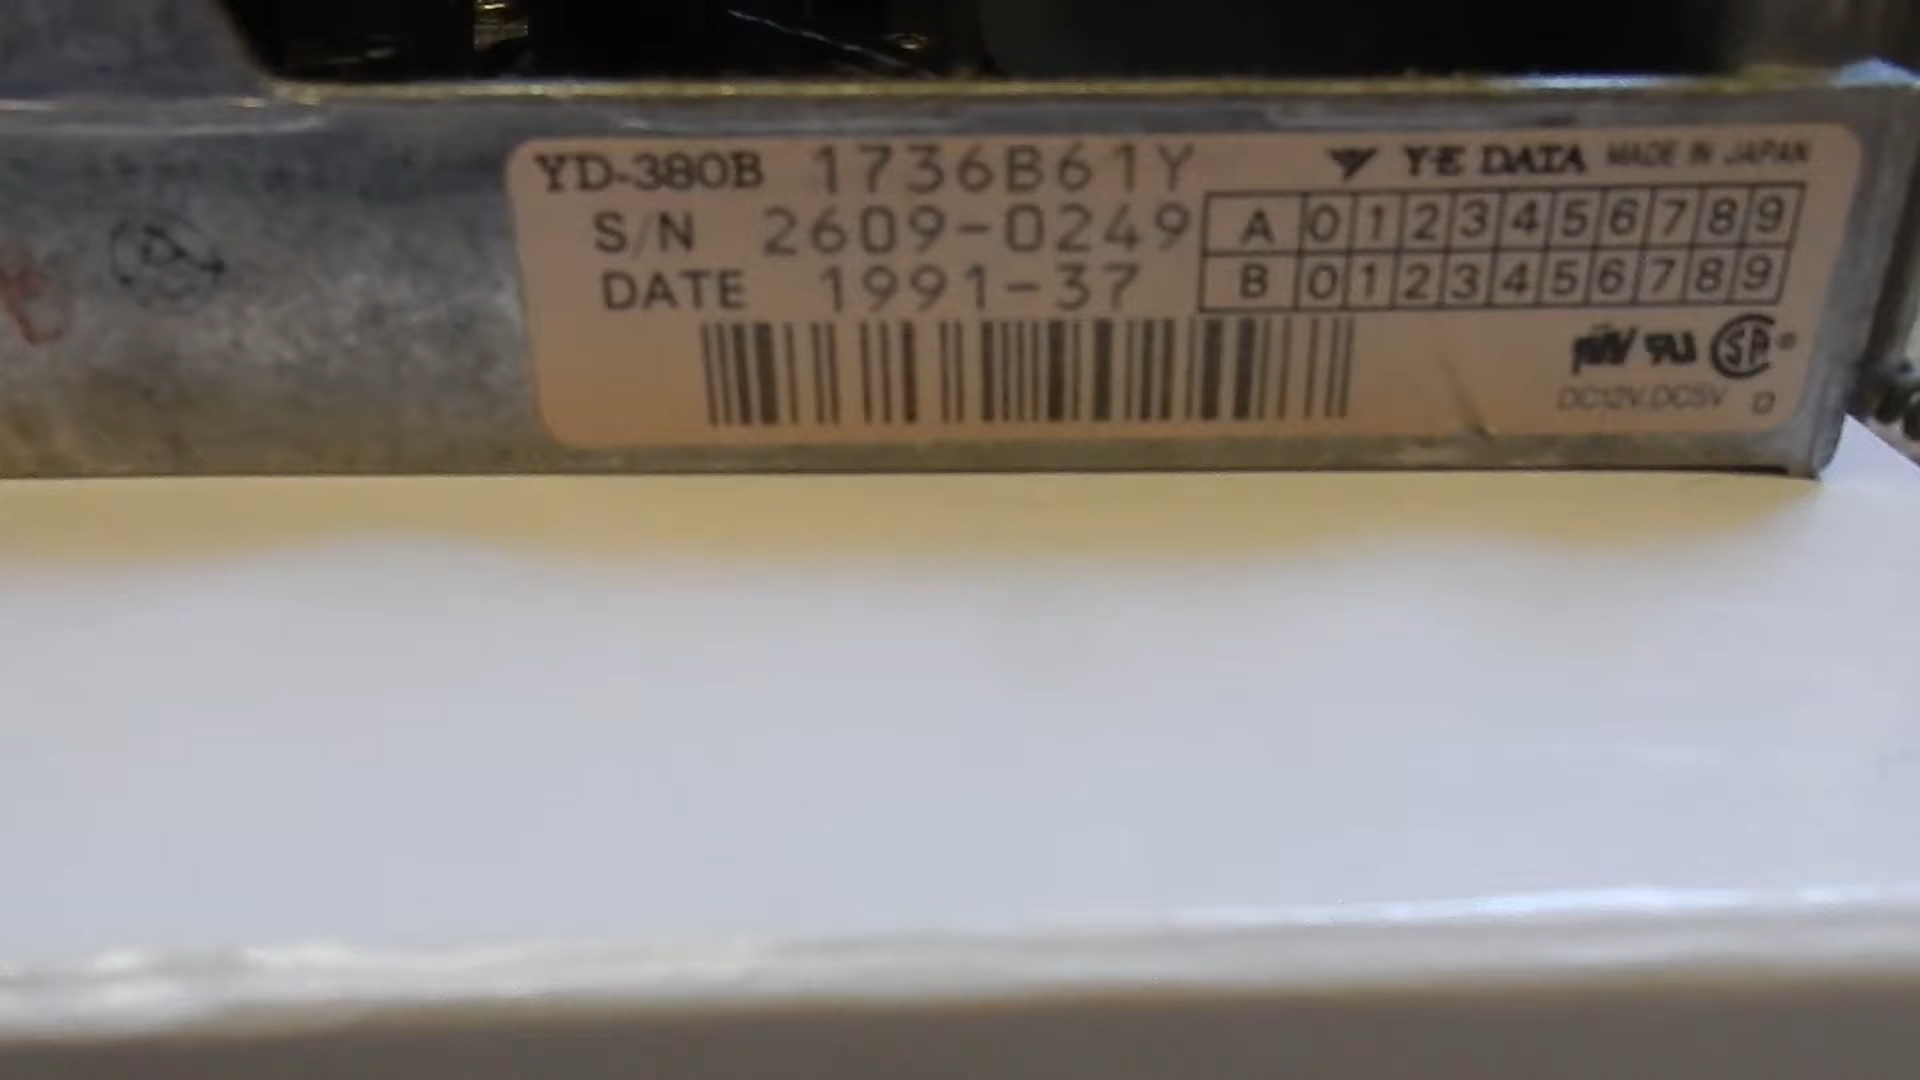 YD-380B 1736B61Y Y-E DATA MADE IN JAPAN
S/N 2609-0249 A 0 1 2 3 4 5 6 7 8 9
DATE 1991-37 B 0 1 2 3 4 5 6 7 8 9
DC12V, DC5V D